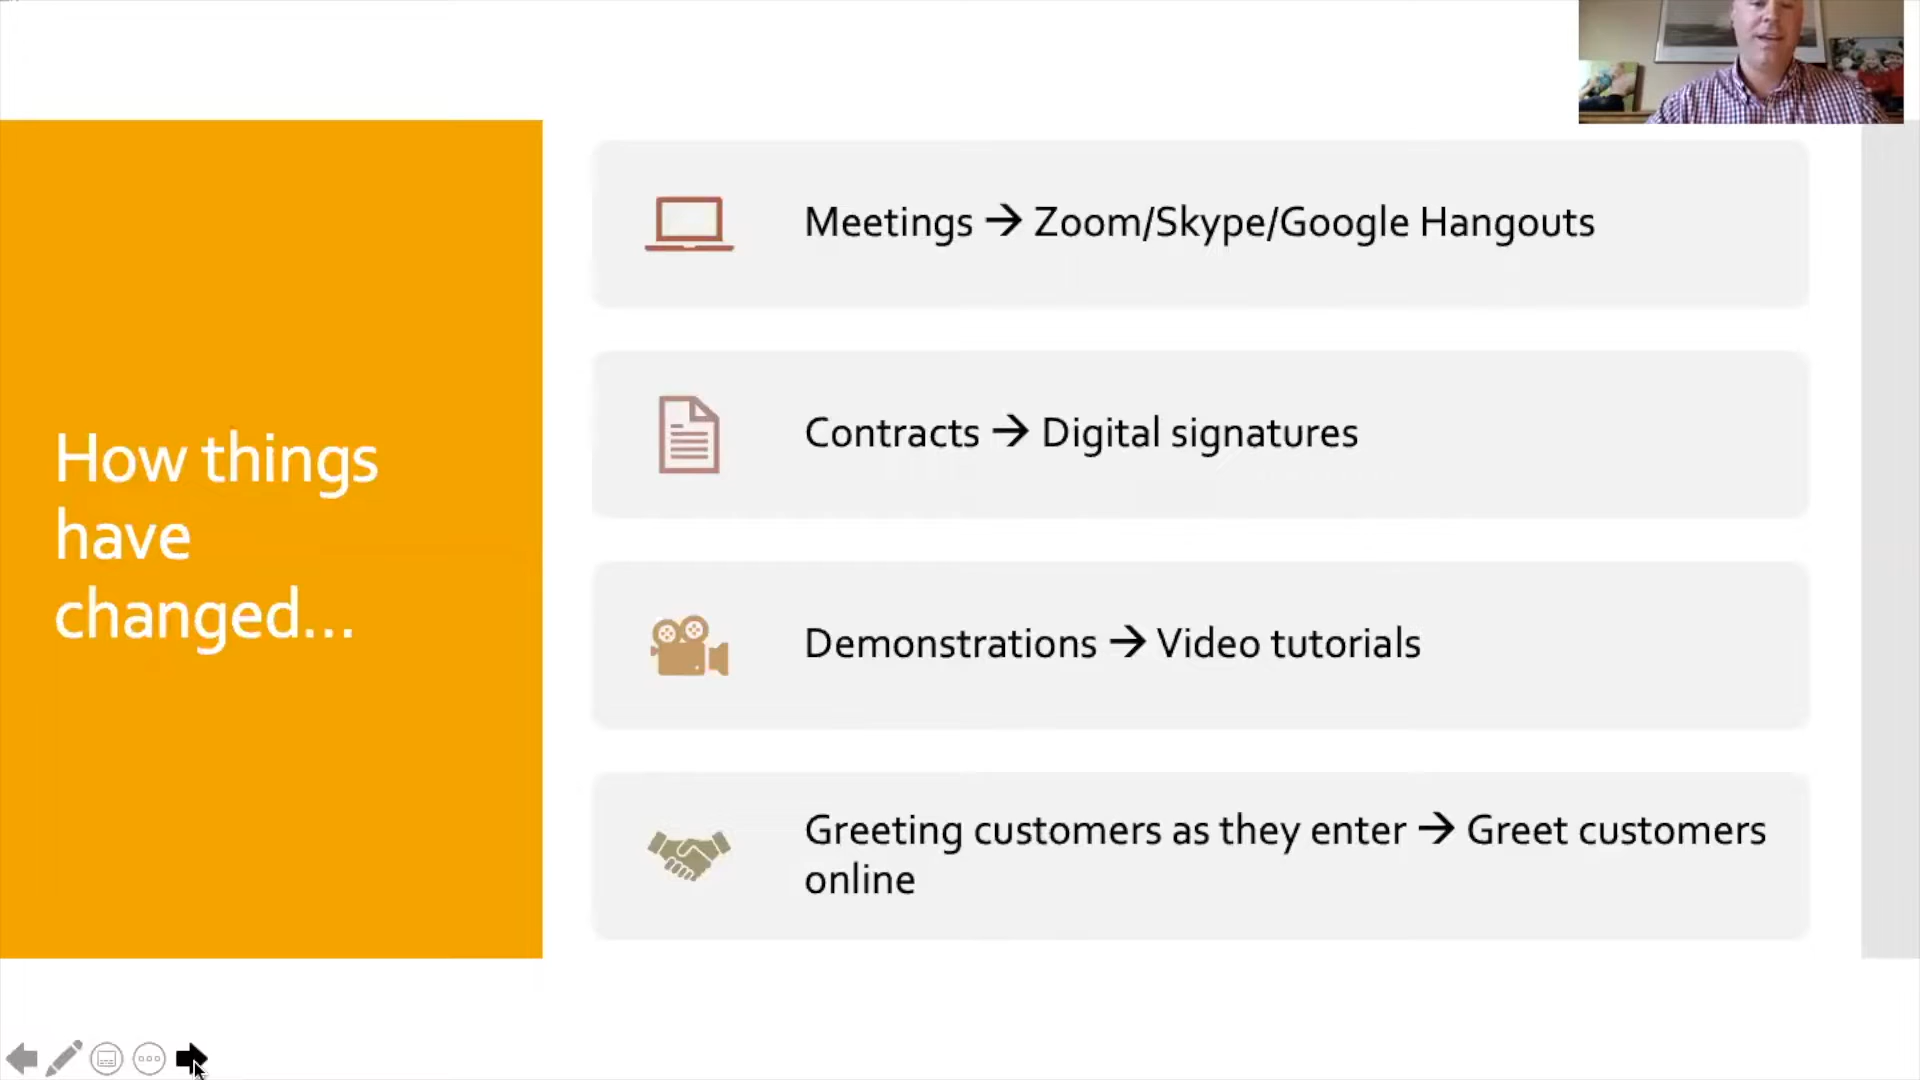 How things
have
changed...
Meetings → Zoom/Skype/Google Hangouts
Contracts → Digital signatures
Demonstrations → Video tutorials
Greeting customers as they enter → Greet customers
online